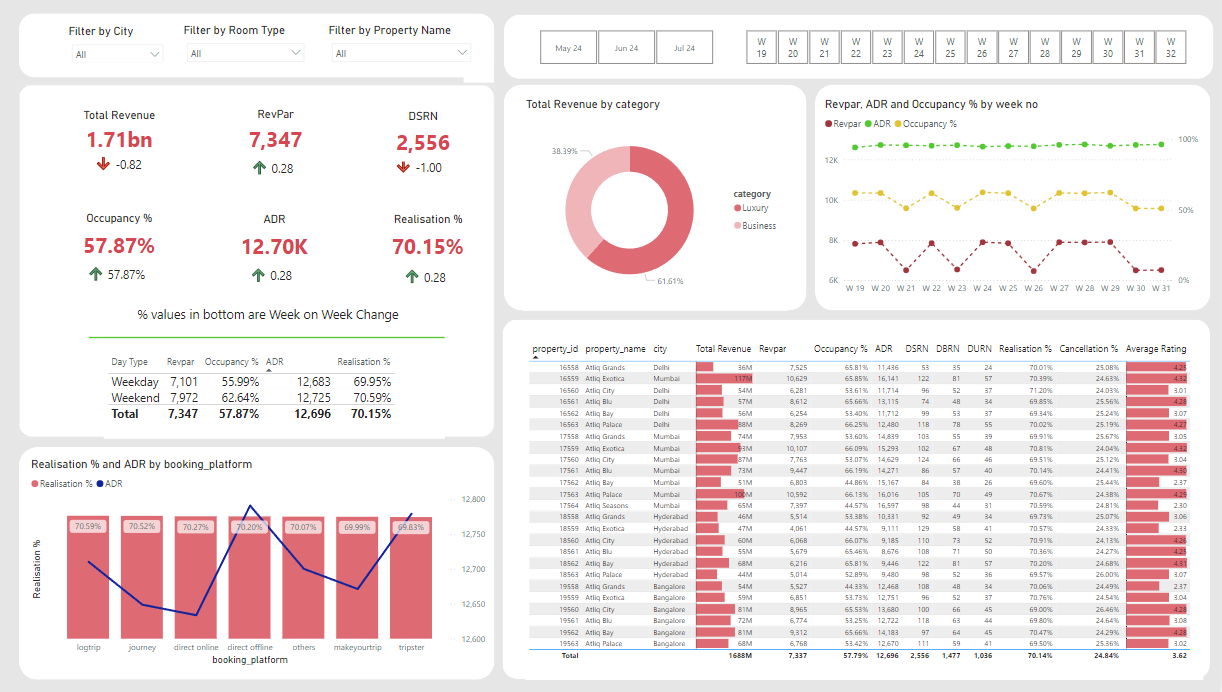 Filter by City
All
Filter by Room Type
All
Filter by Property Name
All
May 24 Jun 24 Jul 24
W 19 W 20 W 21 W 22 W 23 W 24 W 25 W 26 W 27 W 28 W 29 W 30 W 31 W 32
Total Revenue RevPar DSRN
1.71bn 7,347 2,556
-0.82 0.28 -1.00
Occupancy % ADR Realisation %
57.87% 12.70K 70.15%
57.87% 0.28 0.28
% values in bottom are Week on Week Change
Day Type Revpar Occupancy % ADR Realisation %
Weekday 7,101 55.99% 12,683 69.95%
Weekend 7,972 62.64% 12,725 70.59%
Total 7,347 57.87% 12,696 70.15%
Total Revenue by category
38.39%
61.61%
category
Luxury
Business
Revpar, ADR and Occupancy % by week no
Revpar ADR Occupancy %
12K
10K
8K
6K
100%
50%
0%
W 19 W 20 W 21 W 22 W 23 W 24 W 25 W 26 W 27 W 28 W 29 W 30 W 31
Realisation % and ADR by booking_platform
Realisation % ADR
Realisation %
70.59% 70.52% 70.27% 70.20% 70.07% 69.99% 69.83%
12,800
12,750
12,700
12,650
12,600
logtrip journey direct online direct offline others makeyourtrip tripster
booking_platform
property_id property_name city Total Revenue Revpar Occupancy % ADR DSRN DBRN DURN Realisation % Cancellation % Average Rating
16558 Atliq Grands Delhi 36M 7,525 65.81% 11,436 53 35 24 70.01% 25.08% 4.25
16559 Atliq Exotica Mumbai 117M 10,629 65.85% 16,141 122 81 57 70.39% 24.63% 4.32
16560 Atliq City Delhi 54M 6,281 53.61% 11,714 96 52 37 71.20% 24.03% 3.01
16561 Atliq Blu Delhi 57M 8,612 65.66% 13,115 74 48 34 69.85% 25.56% 4.28
16562 Atliq Bay Delhi 56M 6,254 53.40% 11,712 99 53 37 69.34% 25.24% 3.07
16563 Atliq Palace Delhi 88M 8,269 66.25% 12,480 118 78 55 70.02% 25.19% 4.27
17558 Atliq Grands Mumbai 74M 7,953 53.60% 14,839 103 55 39 69.91% 25.67% 3.05
17559 Atliq Exotica Mumbai 93M 10,107 66.09% 15,293 102 67 48 70.81% 24.04% 4.32
17560 Atliq City Mumbai 87M 7,763 53.07% 14,629 124 66 46 69.51% 25.12% 3.04
17561 Atliq Blu Mumbai 73M 9,447 66.19% 14,271 86 57 40 70.14% 24.41% 4.30
17562 Atliq Bay Mumbai 51M 6,803 44.86% 15,167 84 38 26 69.60% 25.44% 2.37
17563 Atliq Palace Mumbai 100M 10,592 66.13% 16,016 105 70 49 70.67% 24.38% 4.29
17564 Atliq Seasons Mumbai 65M 7,397 44.57% 16,597 98 44 31 70.59% 24.81% 2.30
18558 Atliq Grands Hyderabad 46M 5,514 53.38% 10,331 92 49 34 69.73% 25.07% 3.06
18559 Atliq Exotica Hyderabad 47M 4,061 44.57% 9,111 129 58 41 70.57% 24.33% 2.33
18560 Atliq City Hyderabad 60M 6,068 66.07% 9,185 110 73 52 70.91% 24.13% 4.26
18561 Atliq Blu Hyderabad 55M 5,679 65.46% 8,676 108 71 50 70.36% 24.27% 4.25
18562 Atliq Bay Hyderabad 68M 6,216 65.81% 9,446 122 81 57 70.20% 24.68% 4.31
18563 Atliq Palace Hyderabad 44M 5,014 52.89% 9,480 98 52 36 69.57% 26.00% 3.07
19558 Atliq Grands Bangalore 54M 5,527 44.33% 12,468 108 48 34 70.06% 24.49% 2.37
19559 Atliq Exotica Bangalore 59M 6,851 53.73% 12,751 96 52 37 70.76% 24.54% 3.04
19560 Atliq City Bangalore 81M 8,965 65.53% 13,680 100 66 45 69.00% 26.46% 4.28
19561 Atliq Blu Bangalore 72M 6,774 53.25% 12,722 118 63 44 69.80% 24.64% 3.08
19562 Atliq Bay Bangalore 81M 9,312 65.66% 14,183 97 64 45 70.47% 24.29% 4.28
19563 Atliq Palace Bangalore 68M 6,768 53.42% 12,670 111 59 41 69.50% 25.36% 3.02
Total 1688M 7,337 57.79% 12,696 2,556 1,477 1,036 70.14% 24.84% 3.62